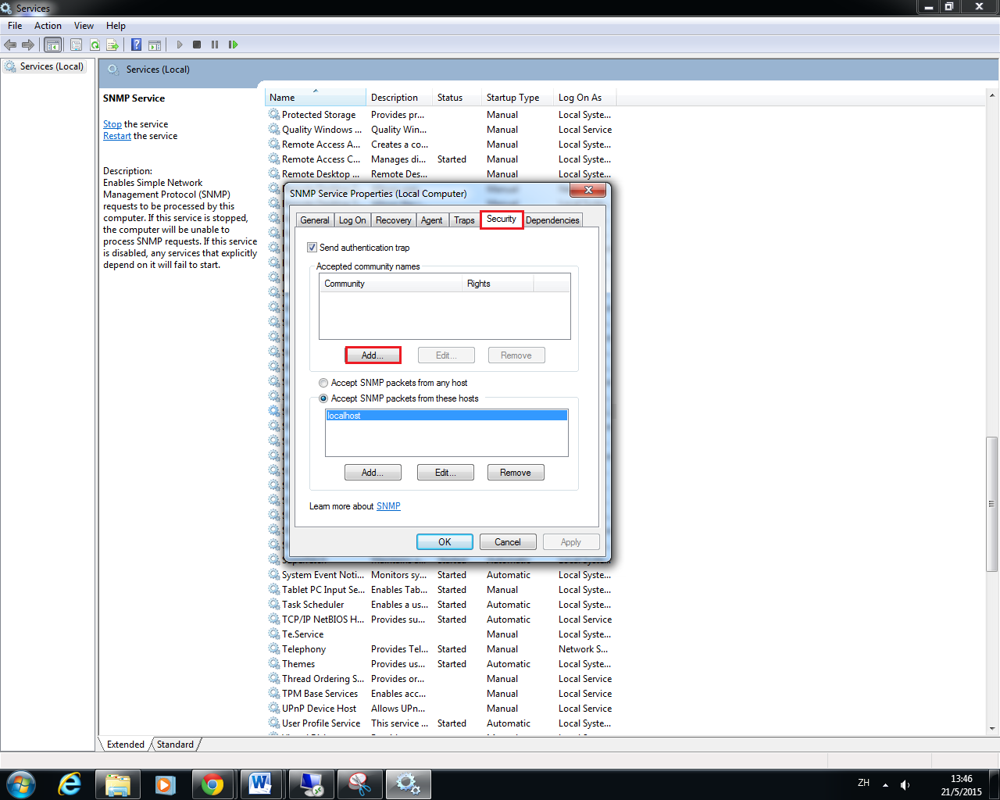 Services
File Action View Help
Services (Local)
Services (Local)
SNMP Service
Stop the service
Restart the service
Description:
Enables Simple Network
Management Protocol (SNMP)
requests to be processed by this
computer. If this service is stopped,
the computer will be unable to
process SNMP requests. If this service
is disabled, any services that explicitly
depend on it will fail to start.
Name Description Status Startup Type Log On As
Protected Storage Provides pr... Manual Local Syste...
Quality Windows ... Quality Win... Manual Local Service
Remote Access A... Creates a co... Manual Local Syste...
Remote Access C... Manages di... Started Manual Local Syste...
Remote Desktop ... Remote Des... Manual Local Syste...
SNMP Service Properties (Local Computer)
General Log On Recovery Agent Traps Security Dependencies
Send authentication trap
Accepted community names
Community Rights
Add... Edit... Remove
Accept SNMP packets from any host
Accept SNMP packets from these hosts
localhost
Add... Edit... Remove
Learn more about SNMP
OK Cancel Apply
System Event Noti... Monitors sy... Started Automatic Local Syste...
Tablet PC Input Se... Enables Tab... Started Manual Local Syste...
Task Scheduler Enables a us... Started Automatic Local Syste...
TCP/IP NetBIOS H... Provides su... Started Automatic Local Service
Te.Service Manual Local Syste...
Telephony Provides Tel... Started Manual Network S...
Themes Provides us... Started Automatic Local Syste...
Thread Ordering S... Provides or... Manual Local Service
TPM Base Services Enables acc... Manual Local Service
UPnP Device Host Allows UPn... Manual Local Service
User Profile Service This service ... Started Automatic Local Syste...
Extended Standard
ZH
13:46
21/5/2015